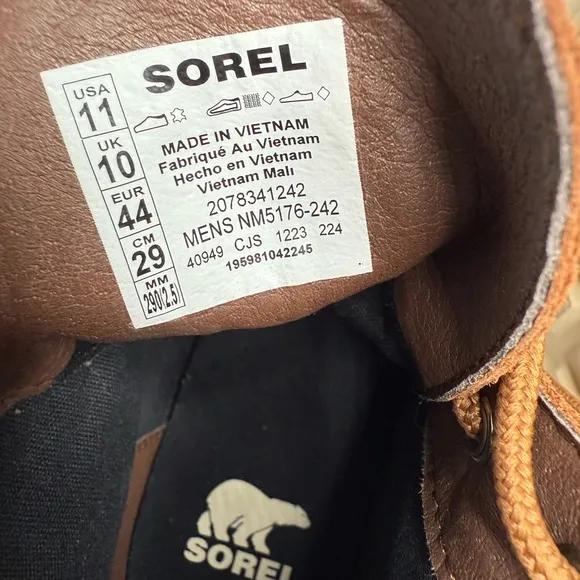 SOREL
USA
11
UK
10
EUR
44
CM
29
MM
290(2.5)
MADE IN VIETNAM
Fabriqué Au Vietnam
Hecho en Vietnam
Vietnam Malı
2078341242
MENS NM5176-242
40949 CJS 1223 224
195981042245
SOREL